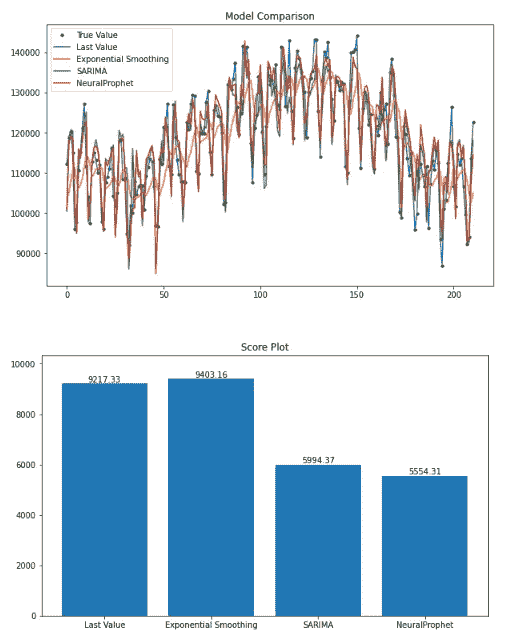 Model Comparison
True Value
Last Value
Exponential Smoothing
SARIMA
NeuralProphet
140000
130000
120000
110000
100000
90000
0 50 100 150 200
Score Plot
10000
8000
6000
4000
2000
0
9217.33 9403.16 5994.37 5554.31
Last Value Exponential Smoothing SARIMA NeuralProphet